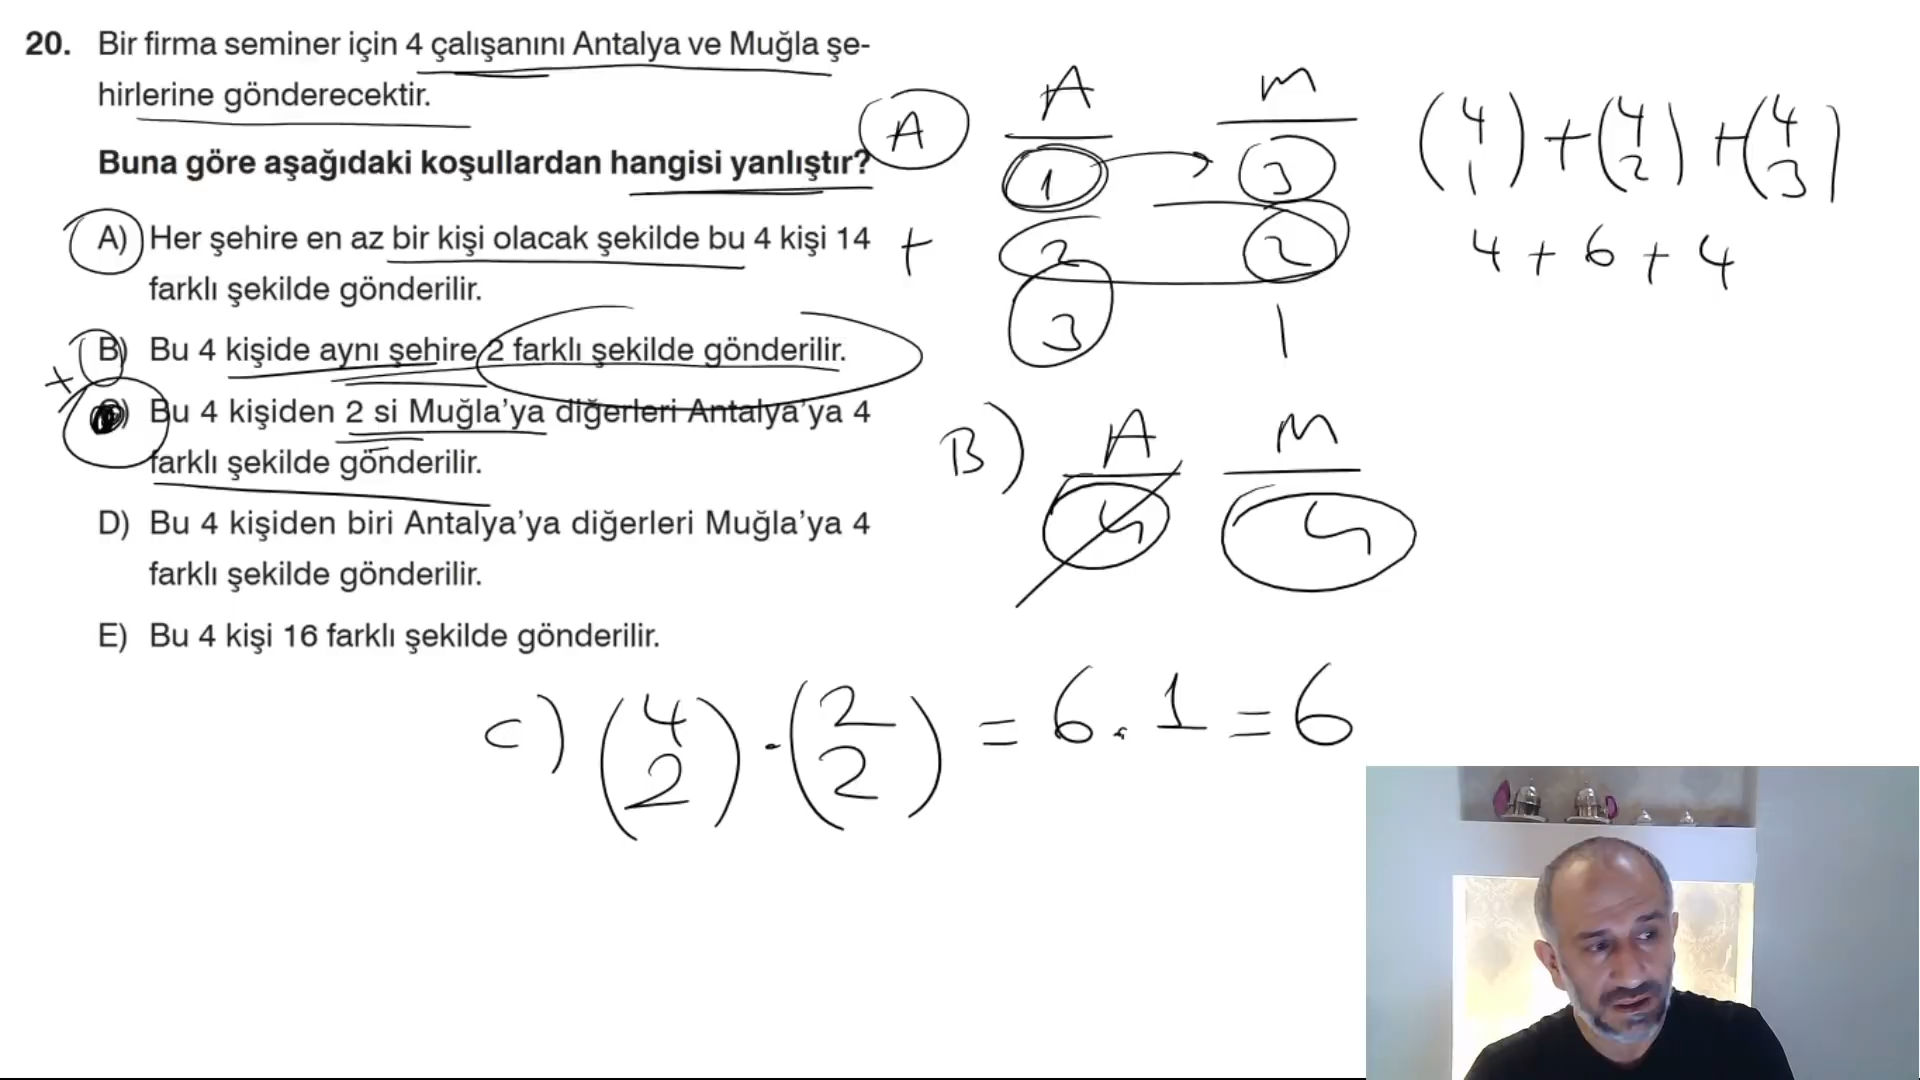 20. Bir firma seminer için 4 çalışanını Antalya ve Muğla şe-
hirlerine gönderecektir.
Buna göre aşağıdaki koşullardan hangisi yanlıştır?
A) Her şehire en az bir kişi olacak şekilde bu 4 kişi 14
farklı şekilde gönderilir.
B) Bu 4 kişide aynı şehire 2 farklı şekilde gönderilir.
Bu 4 kişiden 2 si Muğla'ya diğerleri Antalya'ya 4
farklı şekilde gönderilir.
D) Bu 4 kişiden biri Antalya'ya diğerleri Muğla'ya 4
farklı şekilde gönderilir.
E) Bu 4 kişi 16 farklı şekilde gönderilir.
A
A M
1 3
+ 2 2
3 1
(4 1) + (4 2) + (4 3)
4 + 6 + 4
+
B) A M
4 4
c) (4 2) . (2 2) = 6 . 1 = 6